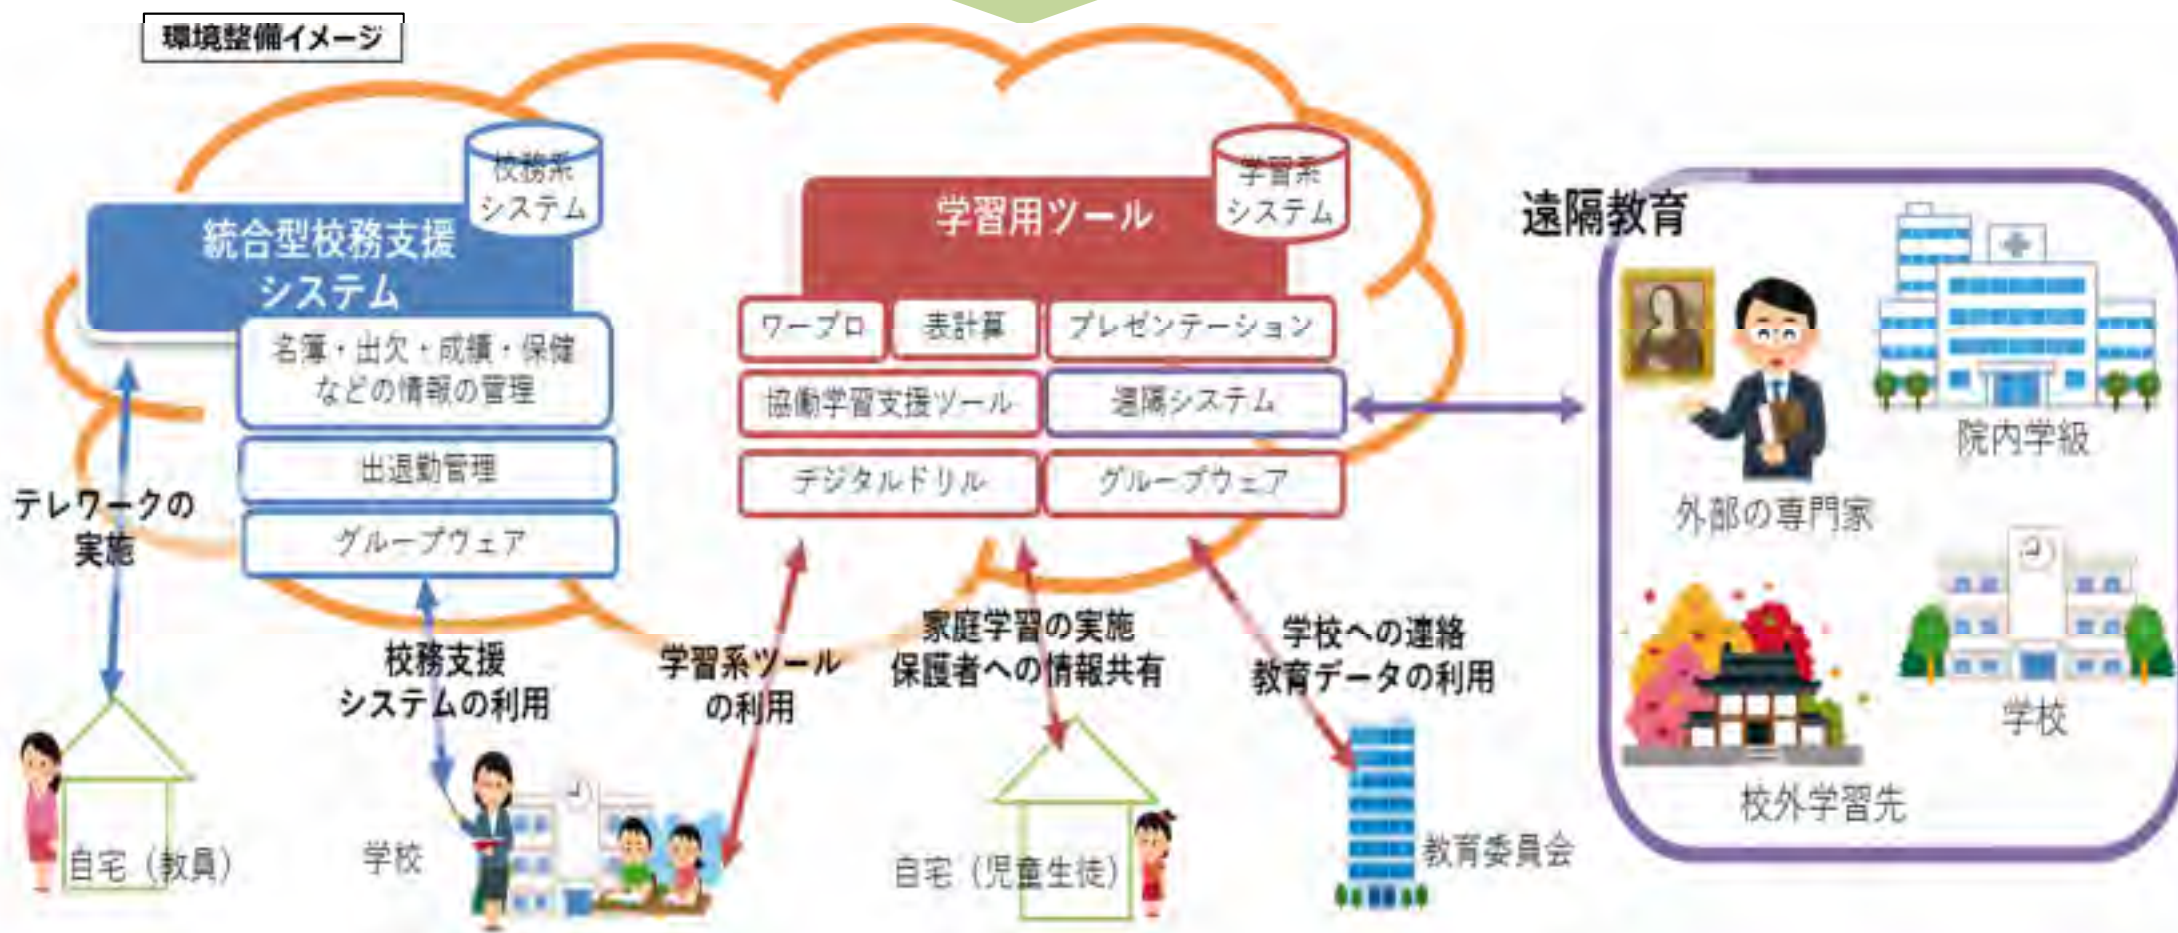 環境整備イメージ
校務系
システム
統合型校務支援
システム
名簿・出欠・成績・保健
などの情報の管理
出退勤管理
グループウェア
学習系
システム
学習用ツール
ワープロ
表計算
プレゼンテーション
協働学習支援ツール
遠隔システム
デジタルドリル
グループウェア
テレワークの
実施
校務支援
システムの利用
学習系ツール
の利用
家庭学習の実施
保護者への情報共有
学校への連絡
教育データの利用
自宅（教員）
学校
自宅（児童生徒）
教育委員会
遠隔教育
外部の専門家
院内学級
校外学習先
学校